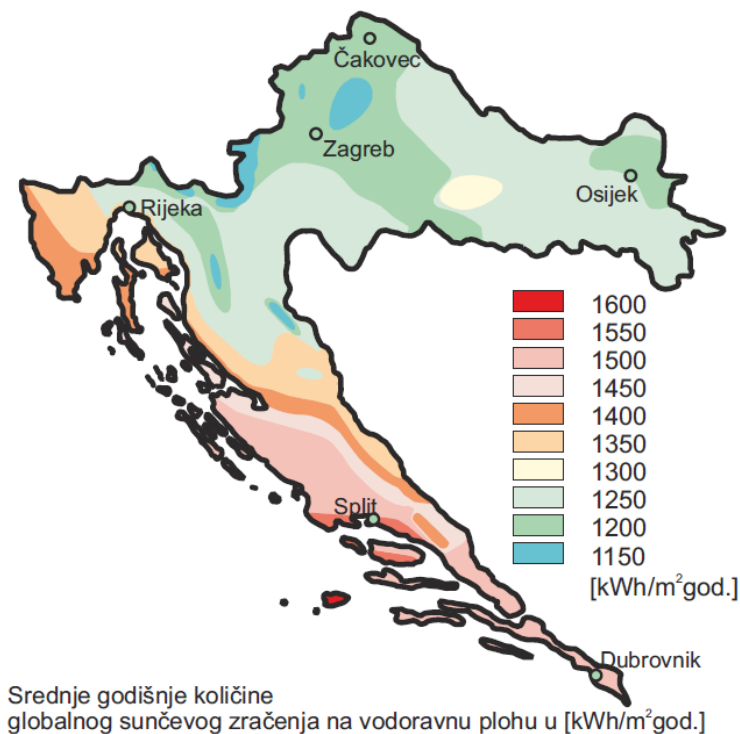 Čakovec
Zagreb
Osijek
Rijeka
1600
1550
1500
1450
1400
1350
1300
1250
1200
1150
[kWh/m²god.]
Split
Dubrovnik
Srednje godišnje količine
globalnog sunčevog zračenja na vodoravnu plohu u [kWh/m²god.]